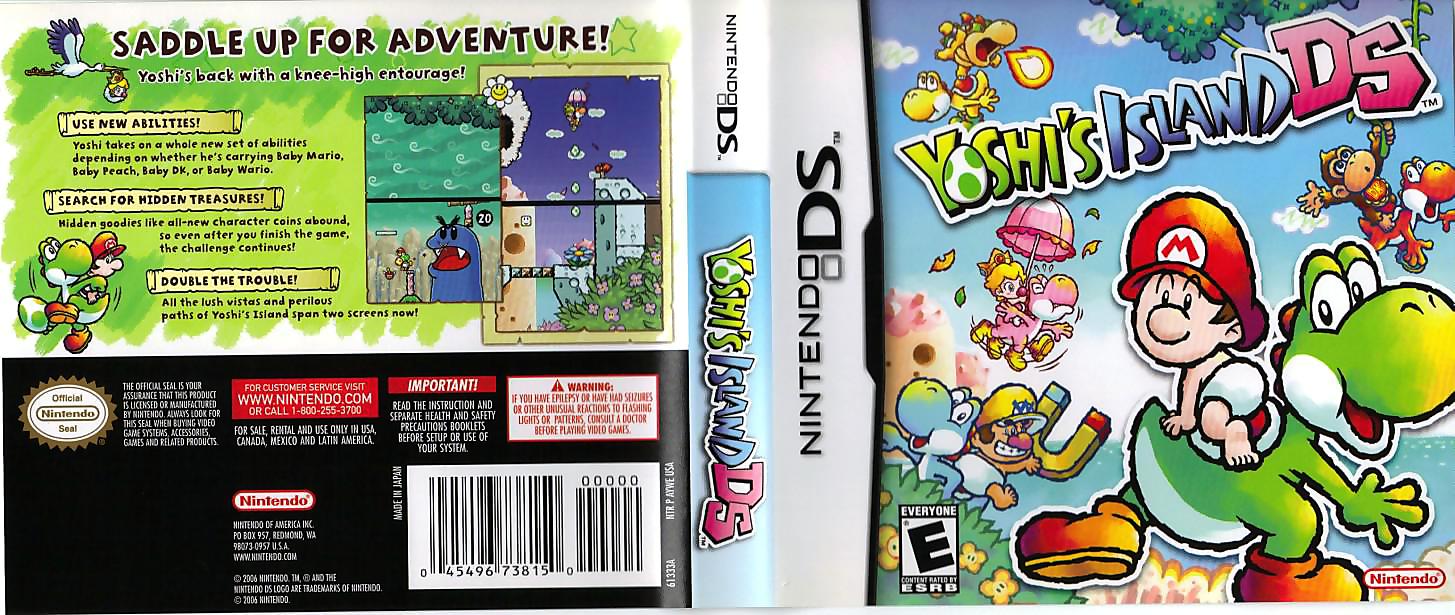 SADDLE UP FOR ADVENTURE!
Yoshi's back with a knee-high entourage!
USE NEW ABILITIES!
Yoshi takes on a whole new set of abilities
depending on whether he's carrying Baby Mario,
Baby Peach, Baby DK, or Baby Wario.
SEARCH FOR HIDDEN TREASURES!
Hidden goodies like all-new character coins abound,
so even after you finish the game,
the challenge continues!
DOUBLE THE TROUBLE!
All the lush vistas and perilous
paths of Yoshi's Island span two screens now!
20
Official
Nintendo
Seal
THE OFFICIAL SEAL IS YOUR
ASSURANCE THAT THIS PRODUCT
IS LICENSED OR MANUFACTURED
BY NINTENDO. ALWAYS LOOK FOR
THIS SEAL WHEN BUYING VIDEO
GAME SYSTEMS, ACCESSORIES,
GAMES AND RELATED PRODUCTS.
FOR CUSTOMER SERVICE VISIT
WWW.NINTENDO.COM
OR CALL 1-800-255-3700
FOR SALE, RENTAL AND USE ONLY IN USA,
CANADA, MEXICO AND LATIN AMERICA.
IMPORTANT!
READ THE INSTRUCTION AND
SEPARATE HEALTH AND SAFETY
PRECAUTIONS BOOKLETS
BEFORE SETUP OR USE OF
YOUR SYSTEM.
WARNING:
IF YOU HAVE EPILEPSY OR HAVE HAD SEIZURES
OR OTHER UNUSUAL REACTIONS TO FLASHING
LIGHTS OR PATTERNS, CONSULT A DOCTOR
BEFORE PLAYING VIDEO GAMES.
Nintendo®
NINTENDO OF AMERICA INC.
PO BOX 957, REDMOND, WA
98073-0957 U.S.A.
WWW.NINTENDO.COM
© 2006 NINTENDO. TM, ® AND THE
NINTENDO DS LOGO ARE TRADEMARKS OF NINTENDO.
© 2006 NINTENDO.
MADE IN JAPAN
00000
0 45496 73815 0
NTR P AYWE USA
61333A
NINTENDO DS™
YOSHI'S ISLAND DS™
NINTENDO DS™
YOSHI'S ISLAND DS™
M
DK
EVERYONE
E®
CONTENT RATED BY
ESRB
Nintendo®